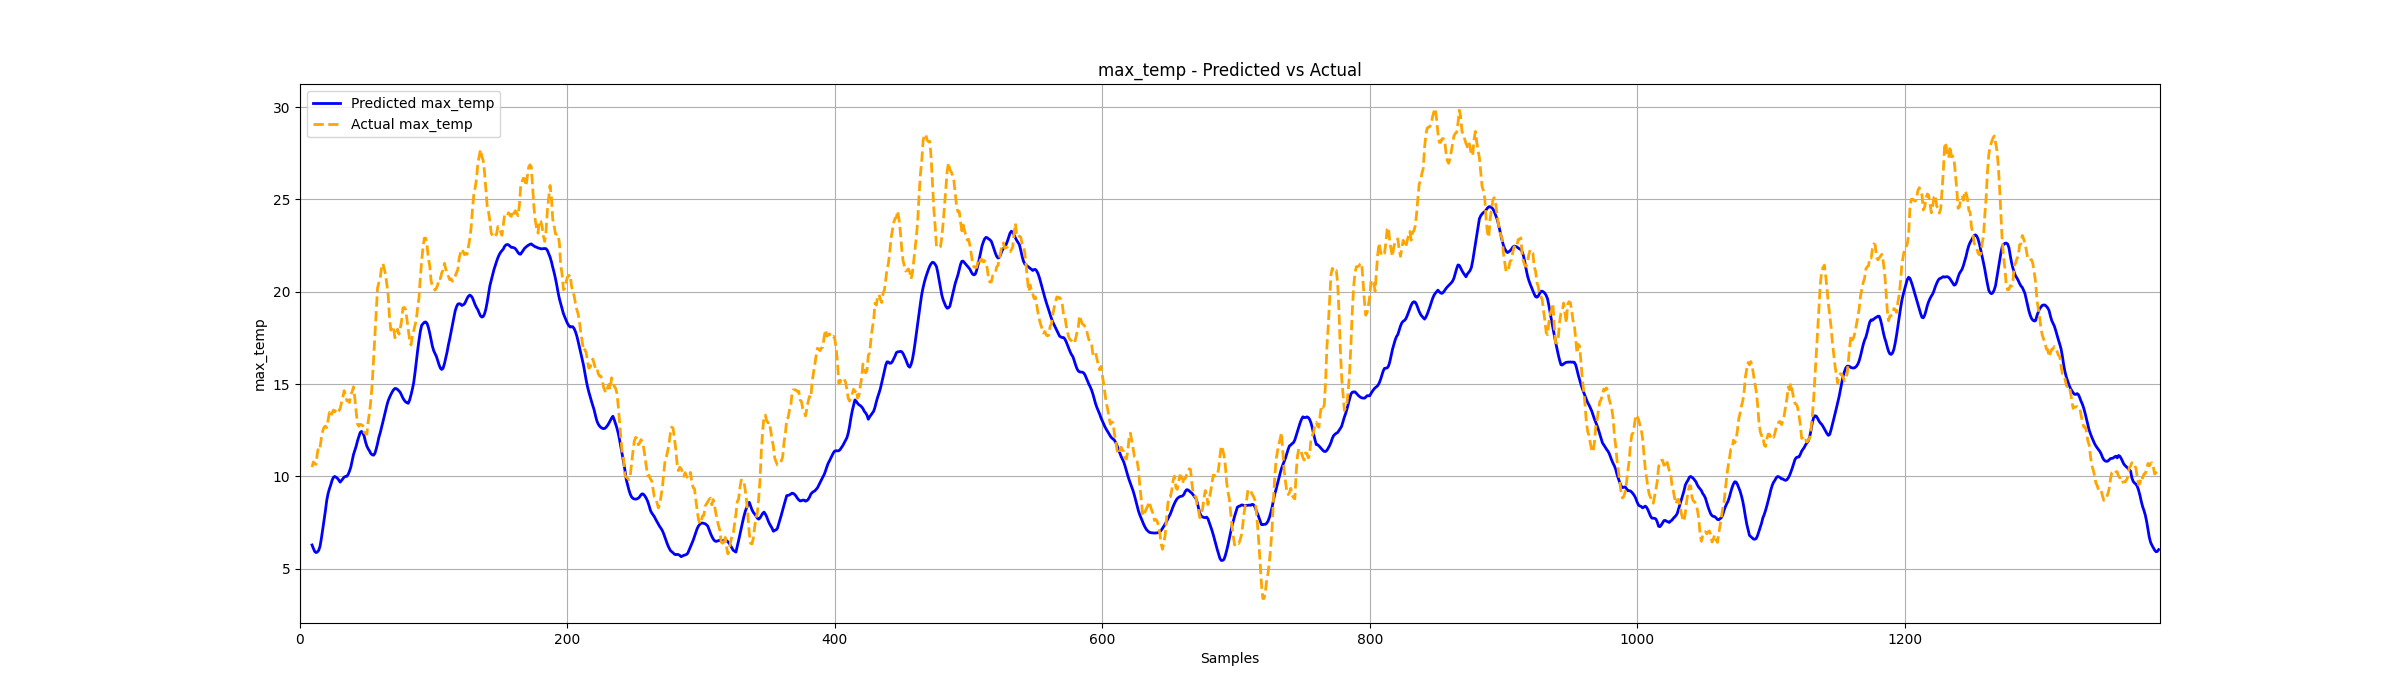 max_temp - Predicted vs Actual
Predicted max_temp
Actual max_temp
30
25
20
15
10
5
max_temp
0
200
400
600
800
1000
1200
Samples